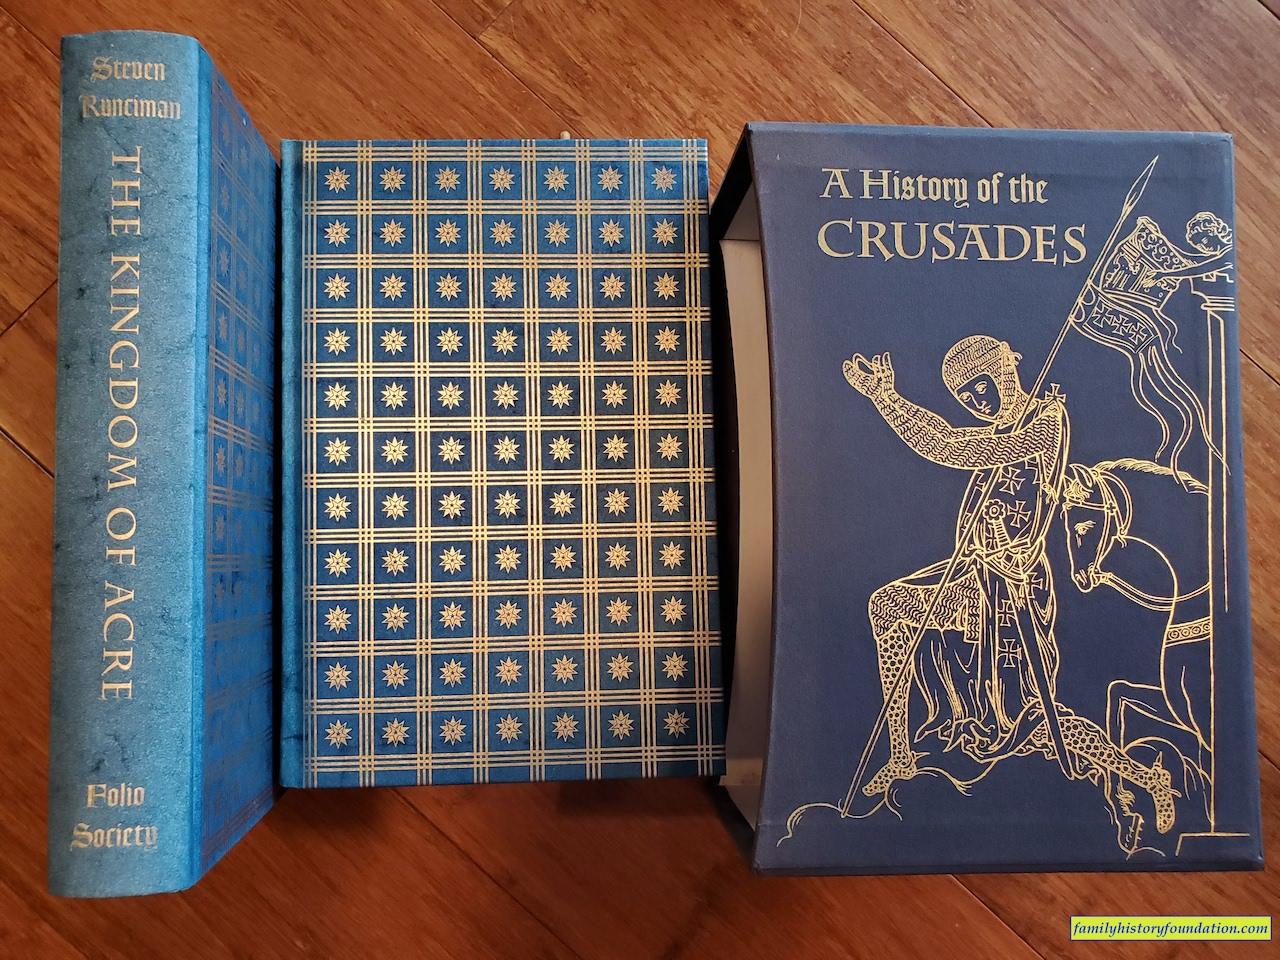 Steven
Runciman
THE KINGDOM OF ACRE
Folio
Society
A History of the
CRUSADES
familyhistoryfoundation.com